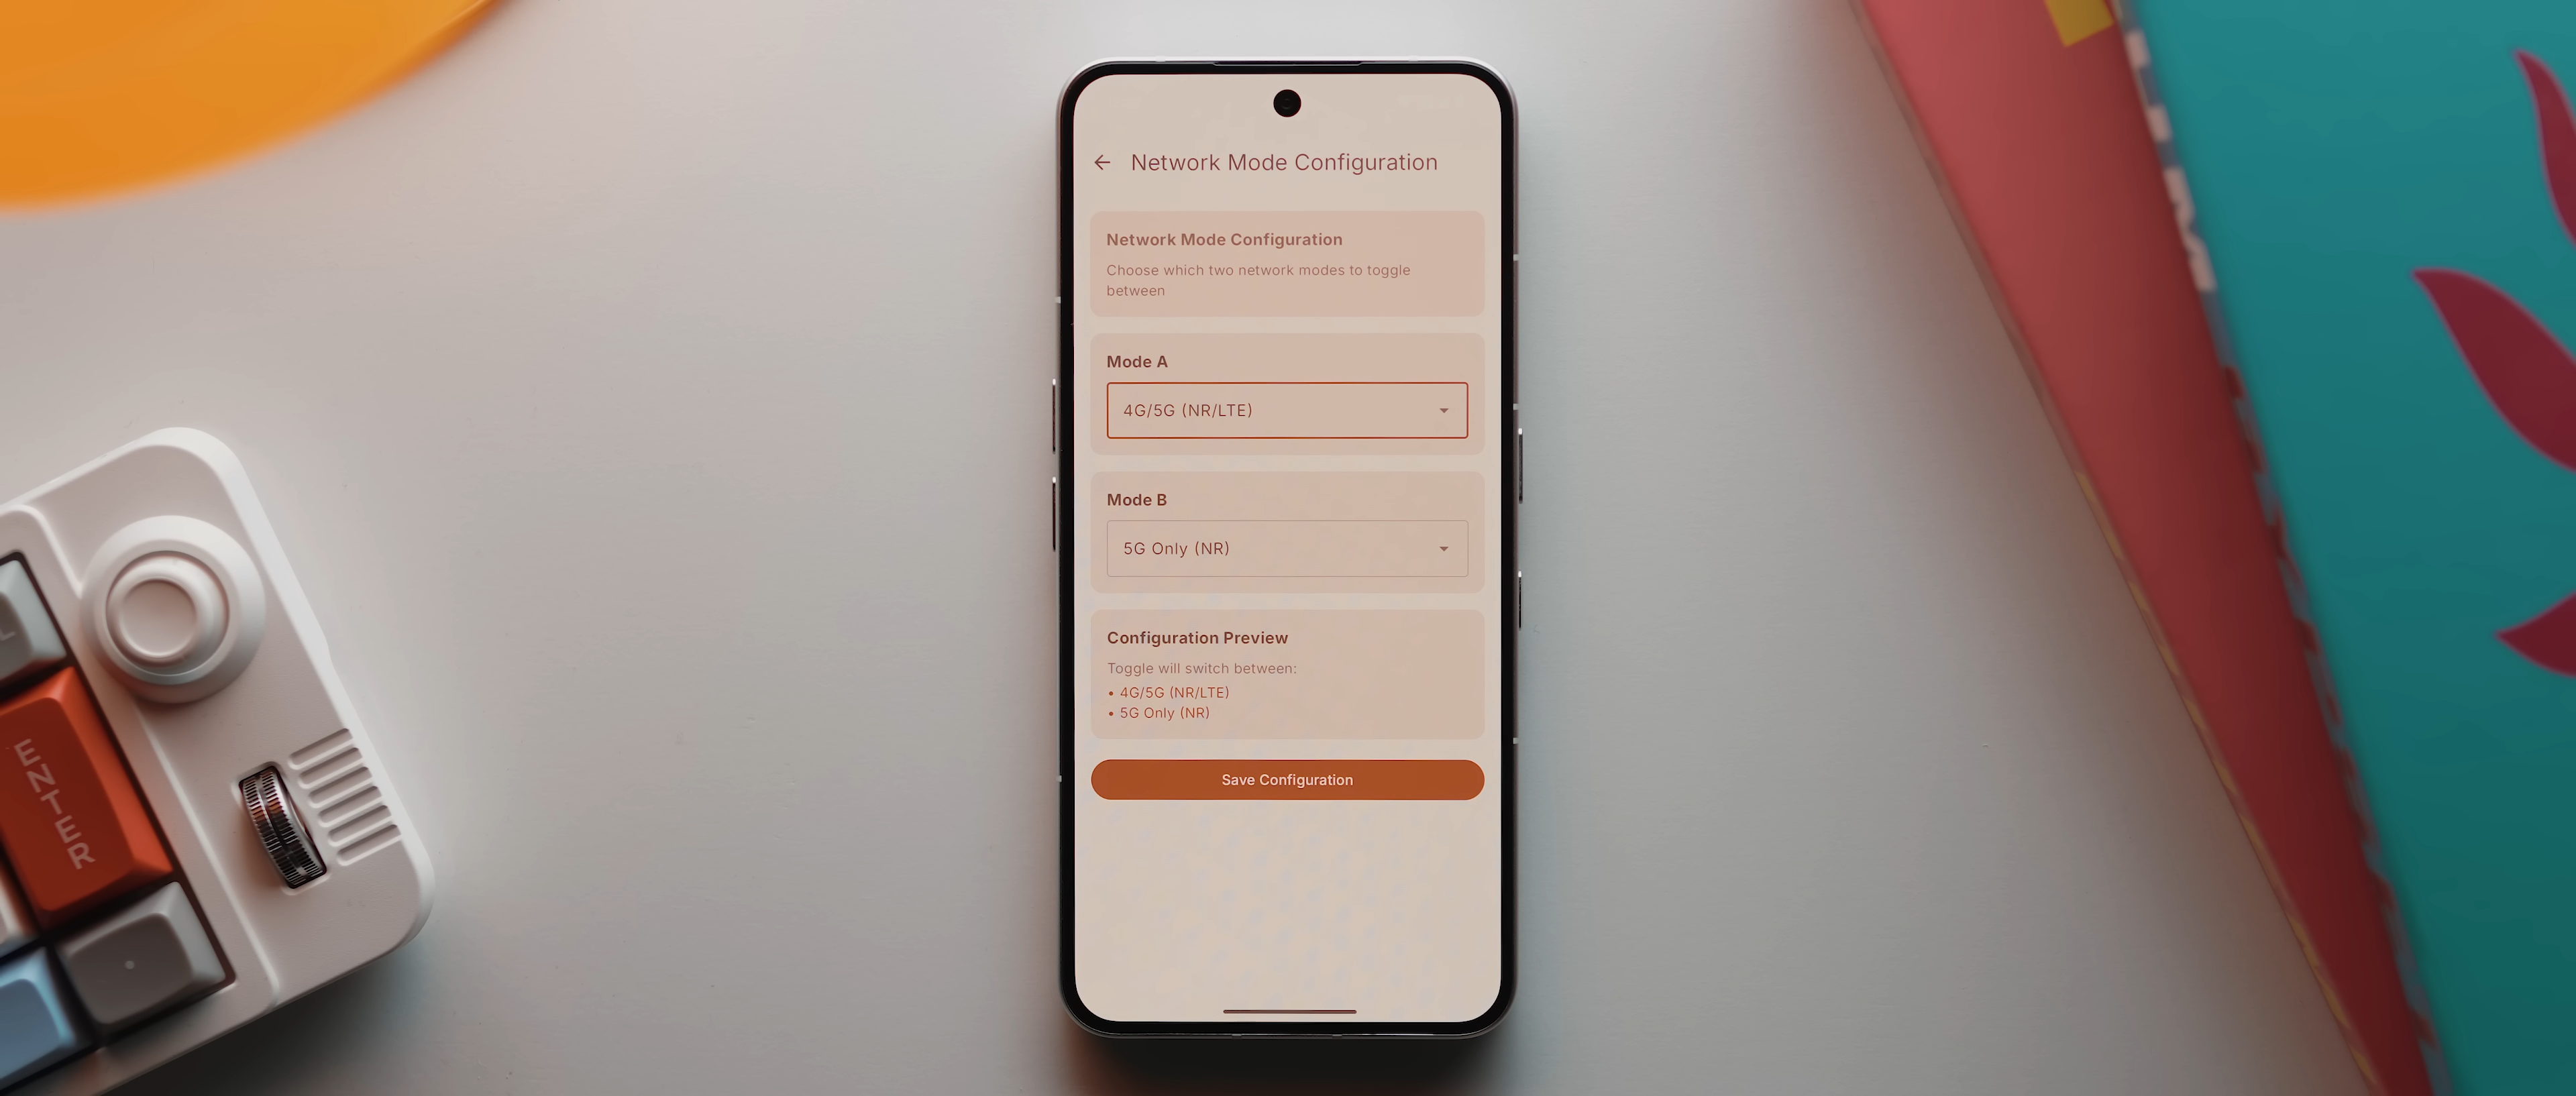 Network Mode Configuration
Network Mode Configuration
Choose which two network modes to toggle
between
Mode A
4G/5G (NR/LTE)
Mode B
5G Only (NR)
Configuration Preview
Toggle will switch between:
• 4G/5G (NR/LTE)
• 5G Only (NR)
Save Configuration
ENTER